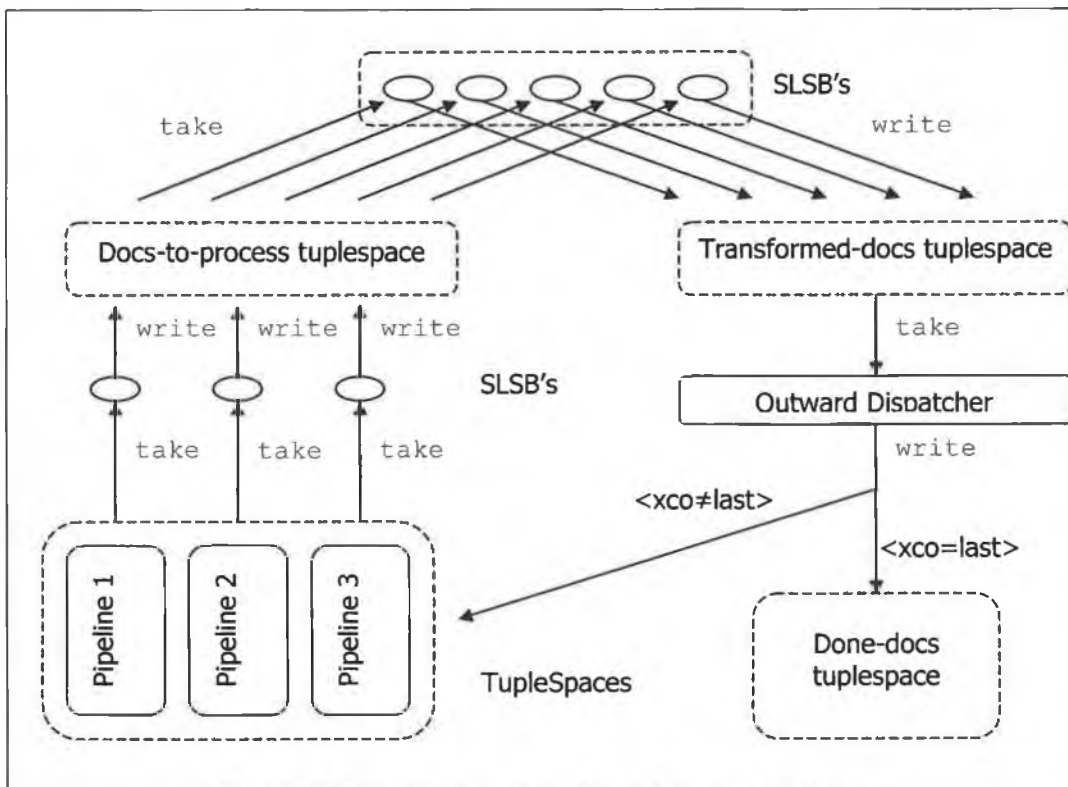 SLSB's
take
write
Docs-to-process tuplespace
Transformed-docs tuplespace
write
write
write
take
SLSB's
Outward Dispatcher
take
take
take
write
<xco≠last>
<xco=last>
Pipeline 1
Pipeline 2
Pipeline 3
Done-docs
tuplespace
TupleSpaces